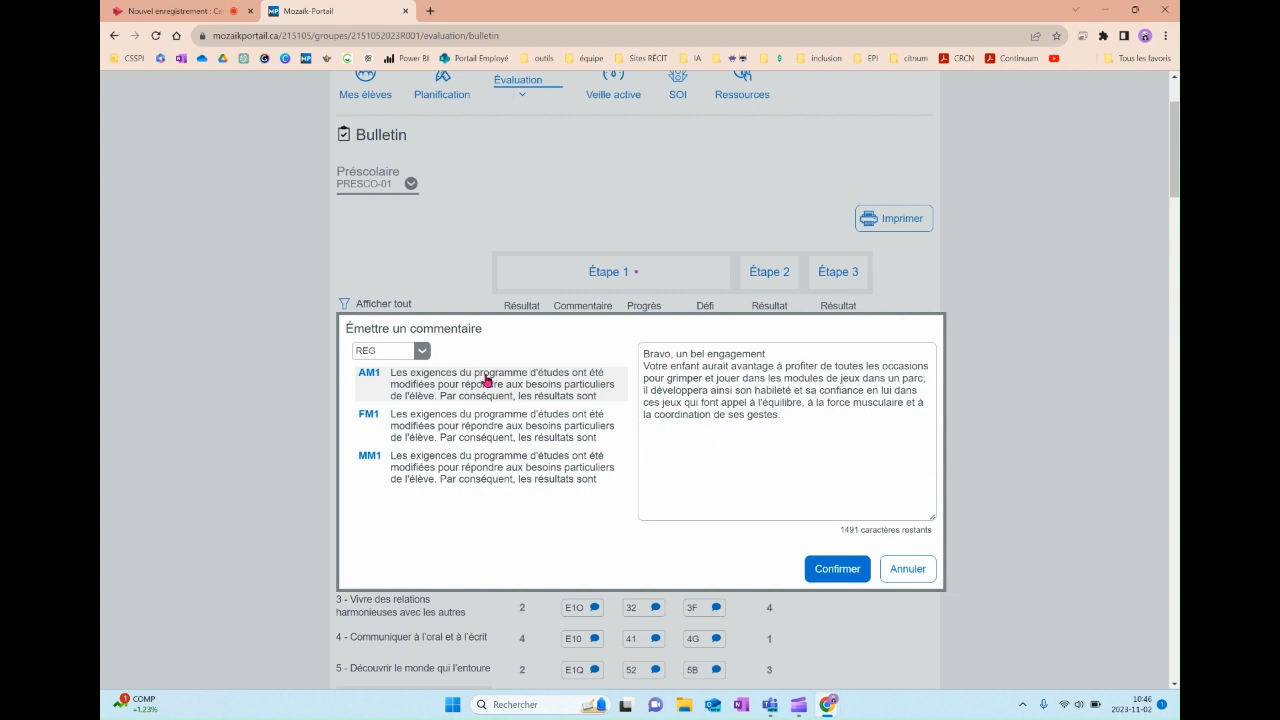 Nouvel enregistrement : Ca
Mozaïk-Portail
mozaikportail.ca/215105/groupes/2151052023R001/evaluation/bulletin
CSSPI
Power BI
Portail Employé
outils
équipe
Sites RÉCIT
IA
inclusion
EPI
citnum
CRCN
Continuum
Tous les favoris
Mes élèves
Planification
Évaluation
Veille active
SOI
Ressources
Bulletin
Préscolaire
PRESCO-01
Imprimer
Étape 1
Étape 2
Étape 3
Afficher tout
Résultat
Commentaire
Progrès
Défi
Résultat
Résultat
Émettre un commentaire
REG
AM1 Les exigences du programme d'études ont été
modifiées pour répondre aux besoins particuliers
de l'élève. Par conséquent, les résultats sont
FM1 Les exigences du programme d'études ont été
modifiées pour répondre aux besoins particuliers
de l'élève. Par conséquent, les résultats sont
MM1 Les exigences du programme d'études ont été
modifiées pour répondre aux besoins particuliers
de l'élève. Par conséquent, les résultats sont
Bravo, un bel engagement
Votre enfant aurait avantage à profiter de toutes les occasions
pour grimper et jouer dans les modules de jeux dans un parc;
il développera ainsi son habileté et sa confiance en lui dans
ces jeux qui font appel à l'équilibre, à la force musculaire et à
la coordination de ses gestes.
1491 caractères restants
Confirmer
Annuler
3 - Vivre des relations
harmonieuses avec les autres
2 E1O 32 3F 4
4 - Communiquer à l'oral et à l'écrit
4 E10 41 4G 1
5 - Découvrir le monde qui l'entoure
2 E1Q 52 5B 3
COMP
+1.23%
Rechercher
10:46
2023-11-02